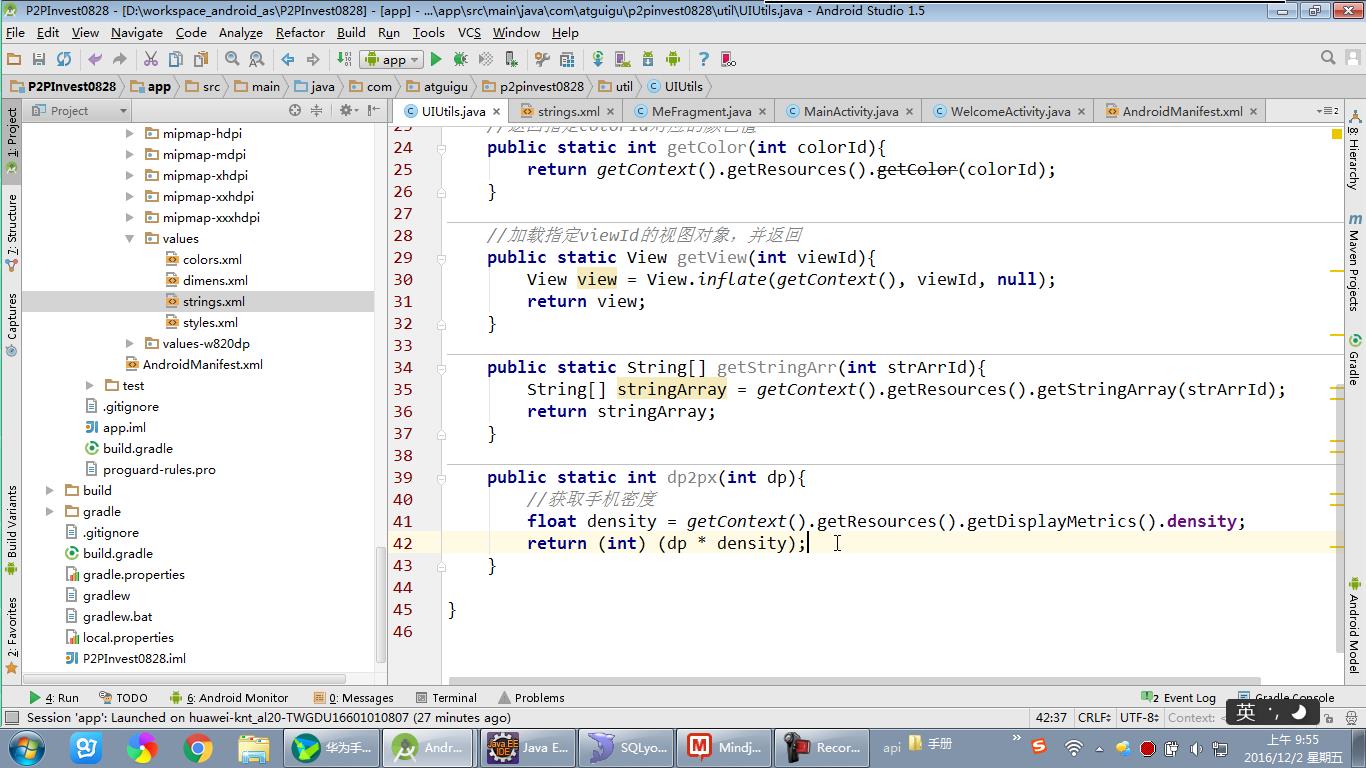 P2PInvest0828 - [D:\workspace_android_as\P2PInvest0828] - [app] - ...\app\src\main\java\com\atguigu\p2pinvest0828\util\UIUtils.java - Android Studio 1.5
File Edit View Navigate Code Analyze Refactor Build Run Tools VCS Window Help
app
P2PInvest0828 app src main java com atguigu p2pinvest0828 util UIUtils
Project
UIUtils.java strings.xml MeFragment.java MainActivity.java WelcomeActivity.java AndroidManifest.xml
1: Project
7: Structure
Captures
Build Variants
2: Favorites
mipmap-hdpi
mipmap-mdpi
mipmap-xhdpi
mipmap-xxhdpi
mipmap-xxxhdpi
values
colors.xml
dimens.xml
strings.xml
styles.xml
values-w820dp
AndroidManifest.xml
test
.gitignore
app.iml
build.gradle
proguard-rules.pro
build
gradle
.gitignore
build.gradle
gradle.properties
gradlew
gradlew.bat
local.properties
P2PInvest0828.iml
23 //返回指定colorId对应的颜色值
24 public static int getColor(int colorId){
25 return getContext().getResources().getColor(colorId);
26 }
27
28 //加载指定viewId的视图对象，并返回
29 public static View getView(int viewId){
30 View view = View.inflate(getContext(), viewId, null);
31 return view;
32 }
33
34 public static String[] getStringArr(int strArrId){
35 String[] stringArray = getContext().getResources().getStringArray(strArrId);
36 return stringArray;
37 }
38
39 public static int dp2px(int dp){
40 //获取手机密度
41 float density = getContext().getResources().getDisplayMetrics().density;
42 return (int) (dp * density);
43 }
44
45 }
46
8: Hierarchy
m Maven Projects
Gradle
Android Model
4: Run TODO 6: Android Monitor 0: Messages Terminal Problems 2 Event Log Gradle Console
Session 'app': Launched on huawei-knt_al20-TWGDU16601010807 (27 minutes ago) 42:37 CRLF UTF-8 Context:
英
华为手... Andr... Java E... SQLyo... Mindj... Recor... api 手册
上午 9:55
2016/12/2 星期五